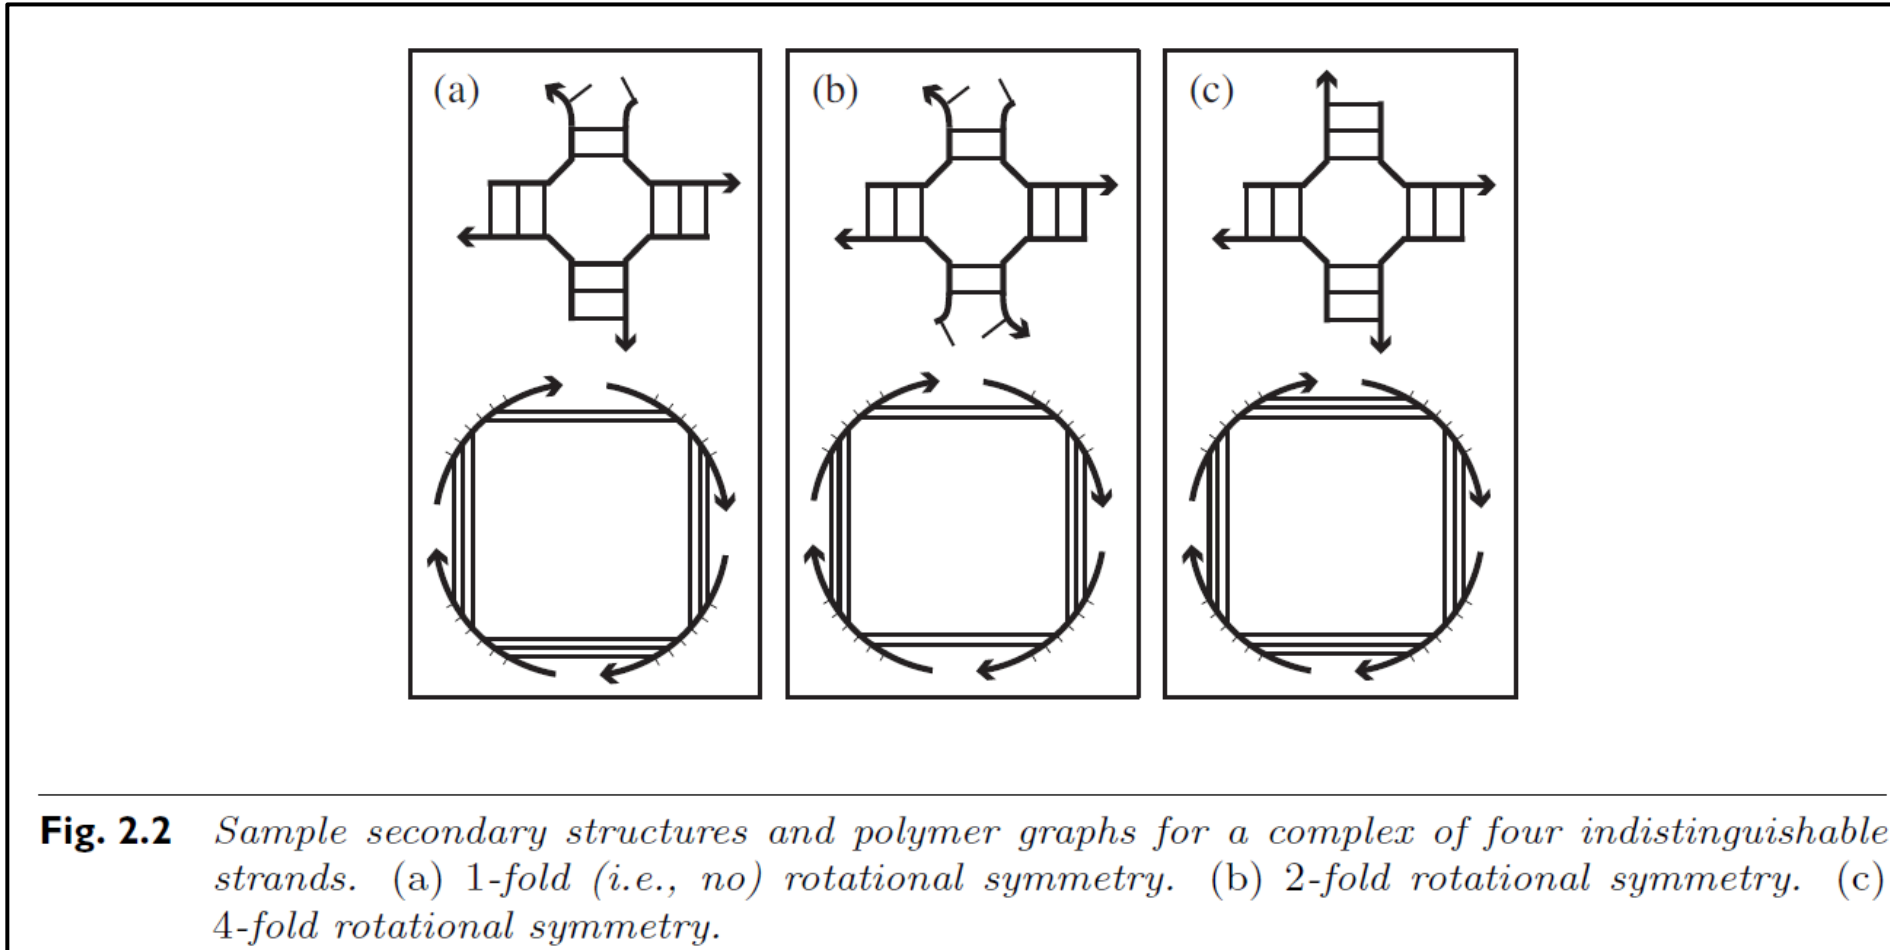 (a) (b) (c)
Fig. 2.2 Sample secondary structures and polymer graphs for a complex of four indistinguishable
strands. (a) 1-fold (i.e., no) rotational symmetry. (b) 2-fold rotational symmetry. (c)
4-fold rotational symmetry.